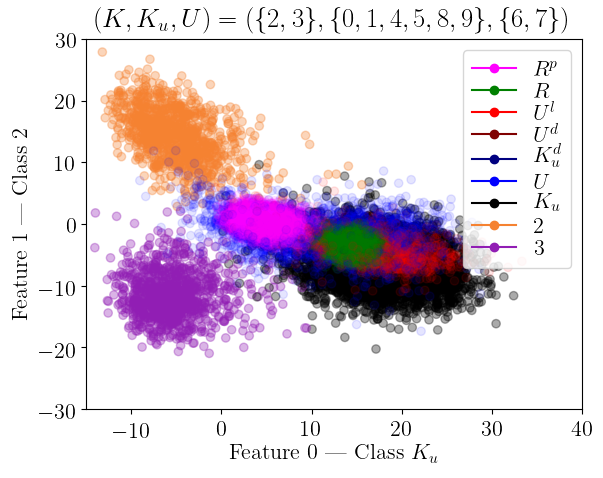 (K, K_u, U) = ({2, 3}, {0, 1, 4, 5, 8, 9}, {6, 7})
30
20
10
0
−10
−20
−30
Feature 1 — Class 2
R^p
R
U^l
U^d
K_u^d
U
K_u
2
3
−10
0
10
20
30
40
Feature 0 — Class K_u